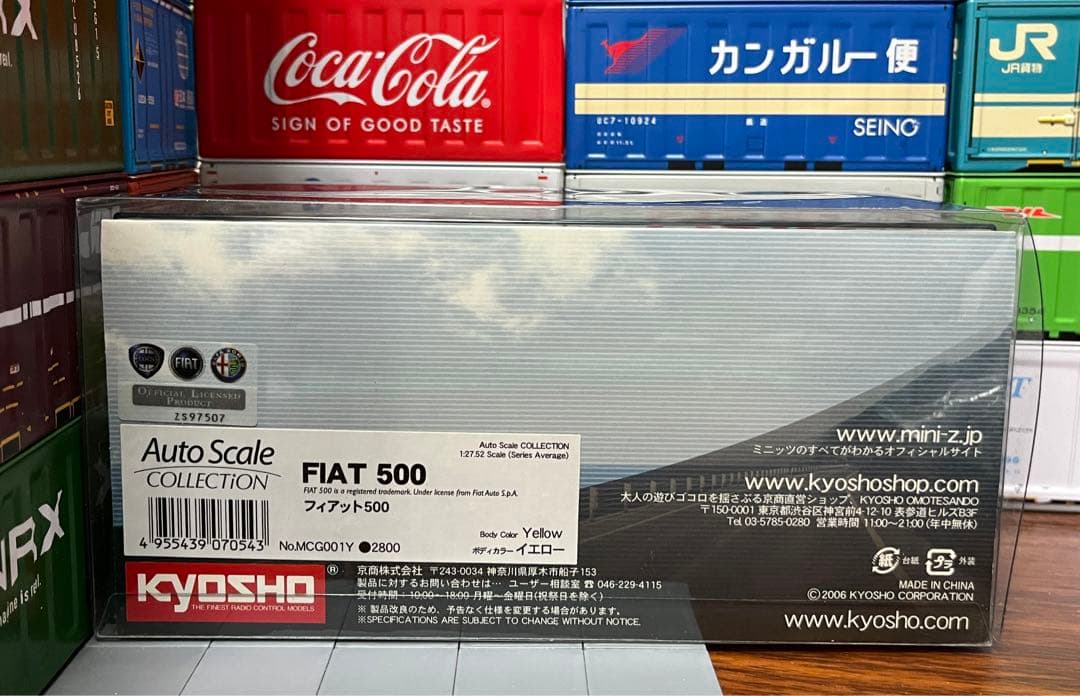 Coca-Cola®
SIGN OF GOOD TASTE
カンガルー便
UC7-10924
SEINO
JR
JR貨物
FIAT
OFFICIAL LICENSED
PRODUCT
ZS97507
Auto Scale
COLLECTION
Auto Scale COLLECTION
1:27.52 Scale (Series Average)
FIAT 500
FIAT 500 is a registered trademark. Under license from Fiat Auto S.p.A.
フィアット500
4 955439 070543
No.MCG001Y ●2800
Body Color Yellow
ボディカラー イエロー
www.mini-z.jp
ミニッツのすべてがわかるオフィシャルサイト
www.kyoshoshop.com
大人の遊びゴコロを揺さぶる京商直営ショップ、KYOSHO OMOTESANDO
〒150-0001 東京都渋谷区神宮前4-12-10 表参道ヒルズB3F
Tel 03-5785-0280 営業時間 11:00~21:00 (年中無休)
紙 台紙 プラ 外装
MADE IN CHINA
©2006 KYOSHO CORPORATION
www.kyosho.com
KYOSHO®
THE FINEST RADIO CONTROL MODELS
京商株式会社 〒243-0034 神奈川県厚木市船子153
製品に対するお問い合わせは… ユーザー相談室 ☎ 046-229-4115
受付時間:10:00~18:00 月曜~金曜日(祝祭日を除く)
※ 製品改良のため、予告なく仕様を変更する場合があります。
※SPECIFICATIONS ARE SUBJECT TO CHANGE WITHOUT NOTICE.